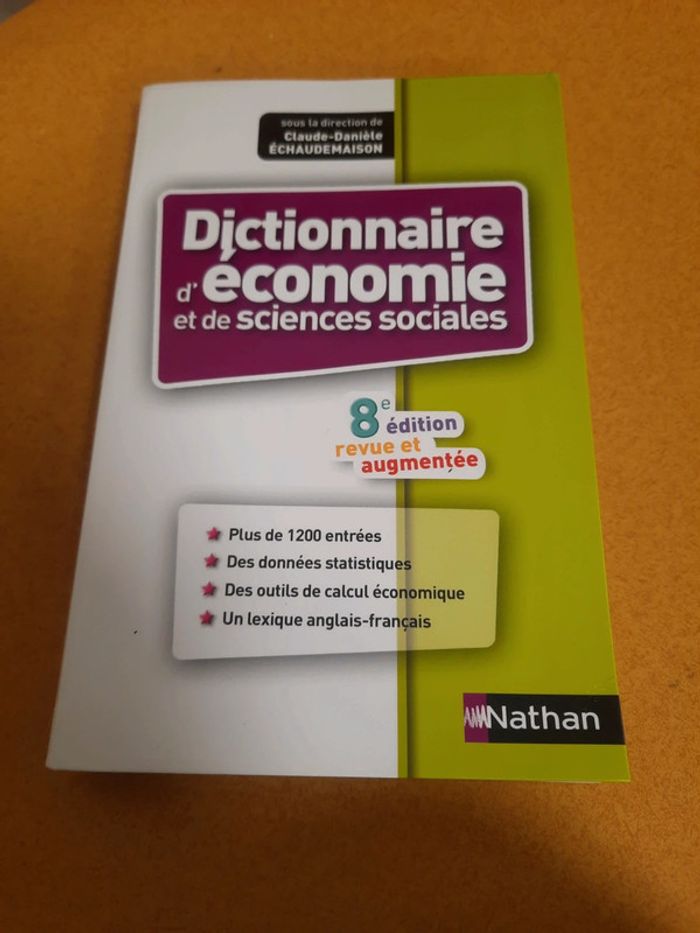 sous la direction de
Claude-Danièle
ÉCHAUDEMAISON
Dictionnaire
d'économie
et de sciences sociales
8e édition
revue et
augmentée
Plus de 1200 entrées
Des données statistiques
Des outils de calcul économique
Un lexique anglais-français
Nathan